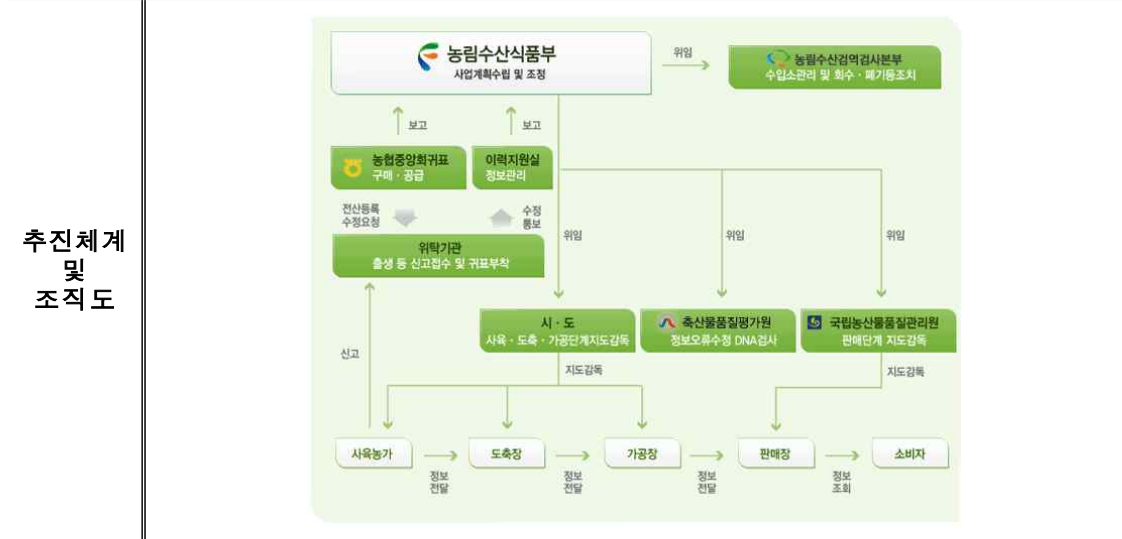 추진체계
및
조직도
농림수산식품부
사업계획수립 및 조정
위임
농림수산검역검사본부
수입소관리 및 회수 · 폐기등조치
보고
보고
농협중앙회귀표
구매 · 공급
이력지원실
정보관리
전산등록
수정요청
수정
통보
위탁기관
출생 등 신고접수 및 귀표부착
위임
위임
위임
시 · 도
사육 · 도축 · 가공단계지도감독
축산물품질평가원
정보오류수정 DNA검사
국립농산물품질관리원
판매단계 지도감독
신고
지도감독
지도감독
사육농가
도축장
가공장
판매장
소비자
정보
전달
정보
전달
정보
전달
정보
조회